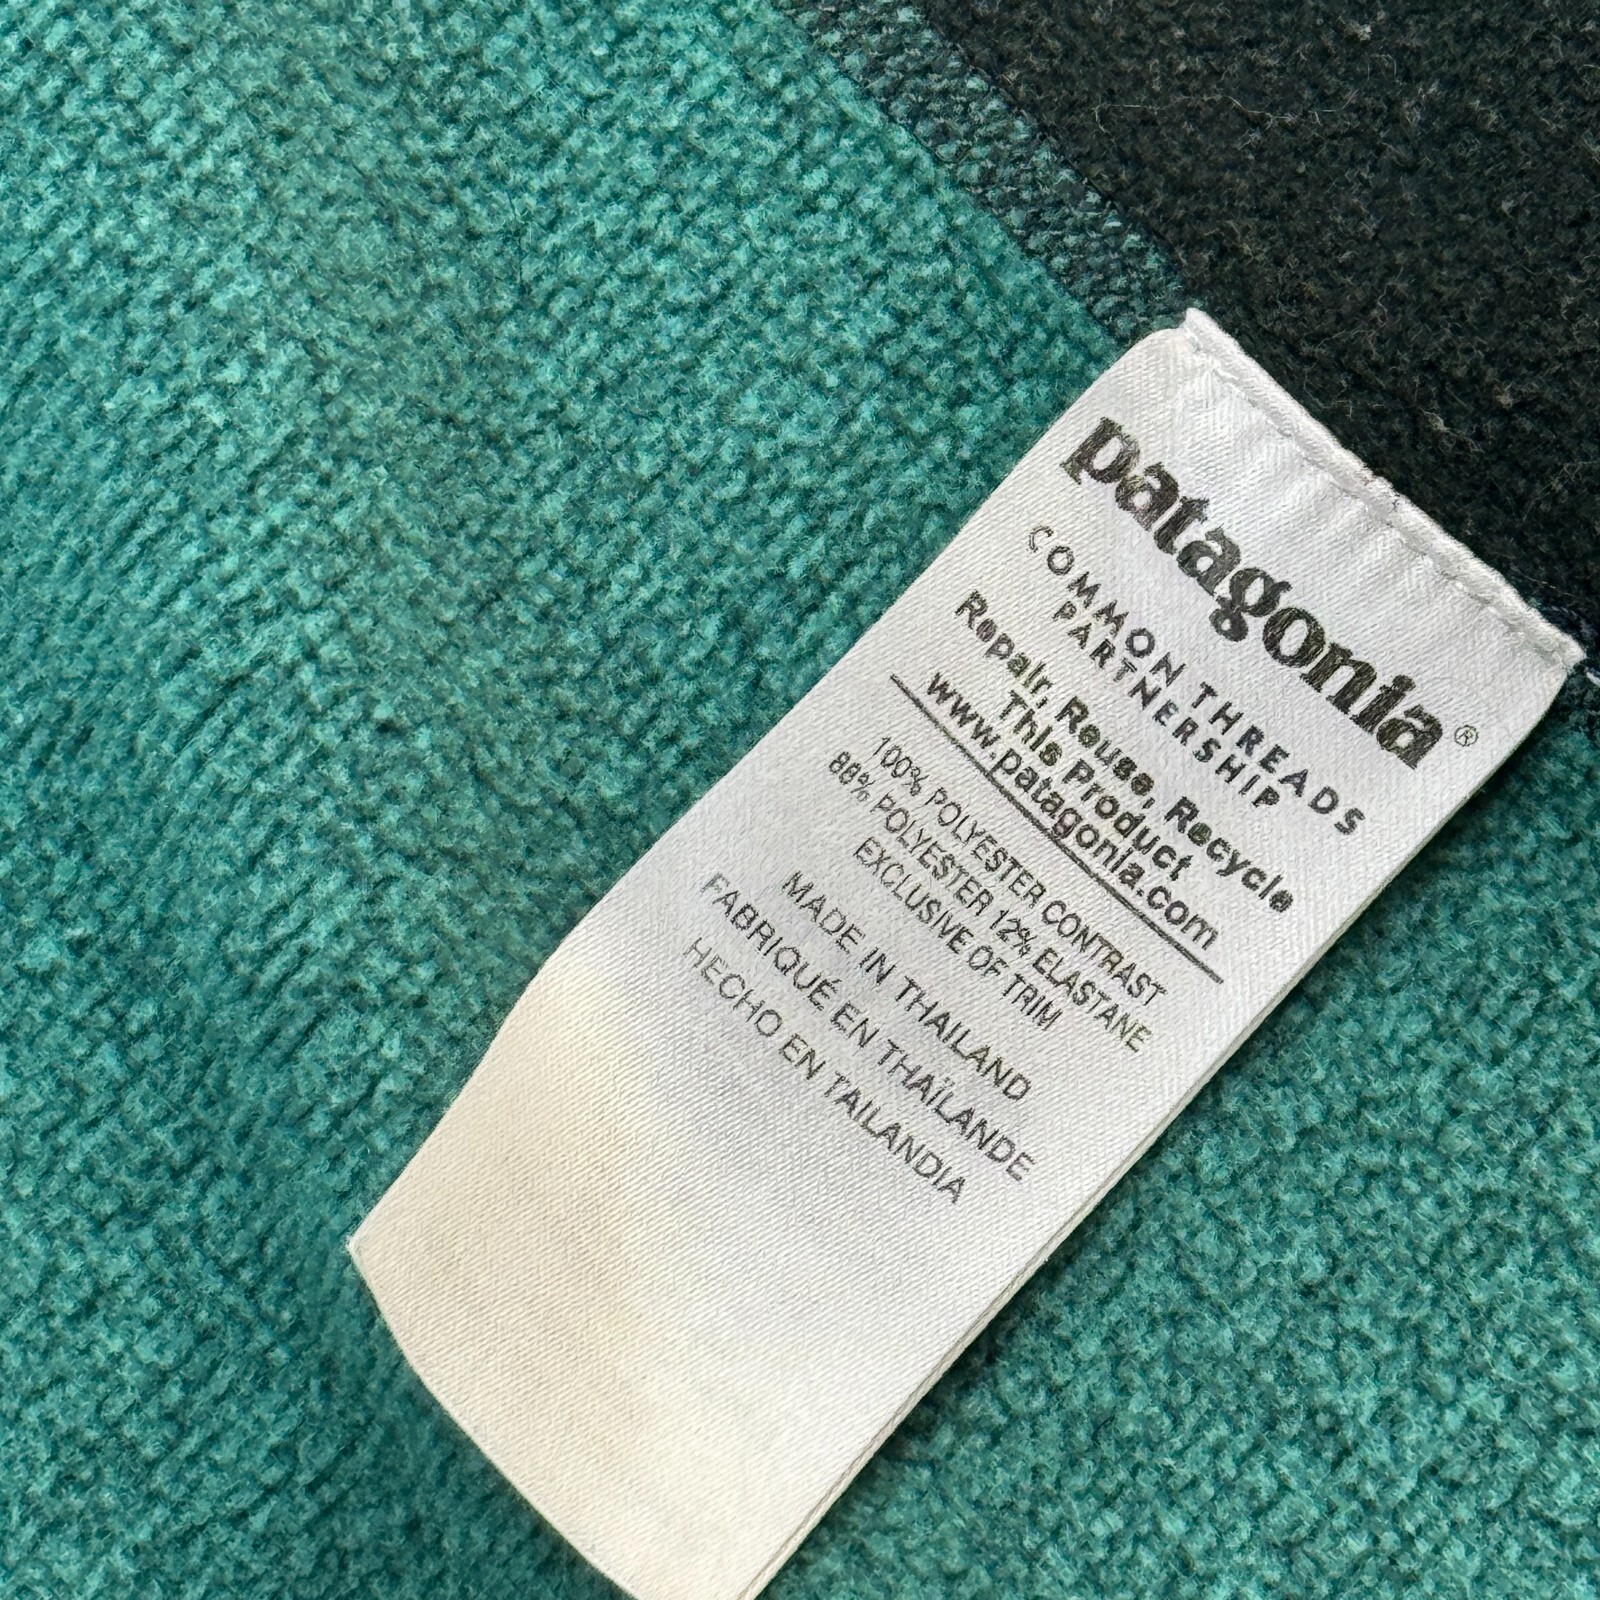 patagonia®
COMMON THREADS
PARTNERSHIP
Repair, Reuse, Recycle
This Product
www.patagonia.com
100% POLYESTER CONTRAST
88% POLYESTER 12% ELASTANE
EXCLUSIVE OF TRIM
MADE IN THAILAND
FABRIQUÉ EN THAÏLANDE
HECHO EN TAILANDIA